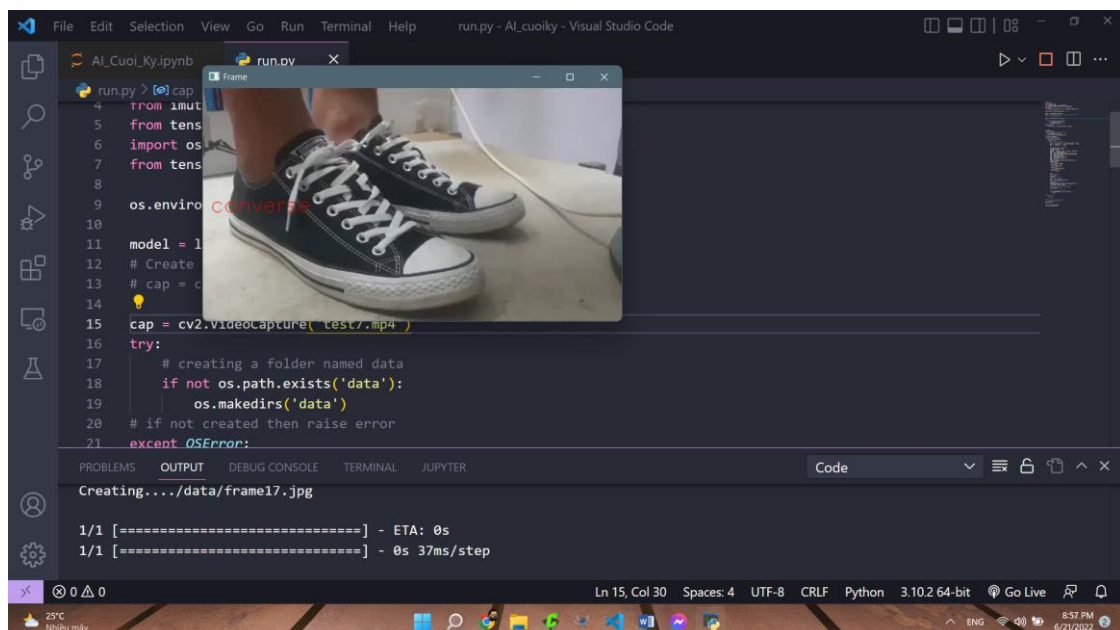 File Edit Selection View Go Run Terminal Help run.py - AI_cuoiky - Visual Studio Code
AI_Cuoi_Ky.ipynb run.py
Frame
run.py > cap
4 from imut
5 from tens
6 import os
7 from tens
8
9 os.enviro
converse
10
11 model = l
12 # Create
13 # cap = c
14
15 cap = cv2.VideoCapture('test7.mp4')
16 try:
17 # creating a folder named data
18 if not os.path.exists('data'):
19 os.makedirs('data')
20 # if not created then raise error
21 except OSError:
PROBLEMS OUTPUT DEBUG CONSOLE TERMINAL JUPYTER Code
Creating..../data/frame17.jpg
1/1 [==============================] - ETA: 0s
1/1 [==============================] - 0s 37ms/step
0 0 Ln 15, Col 30 Spaces: 4 UTF-8 CRLF Python 3.10.2 64-bit Go Live
25°C
Nhiều mây
ENG
8:57 PM
6/21/2022